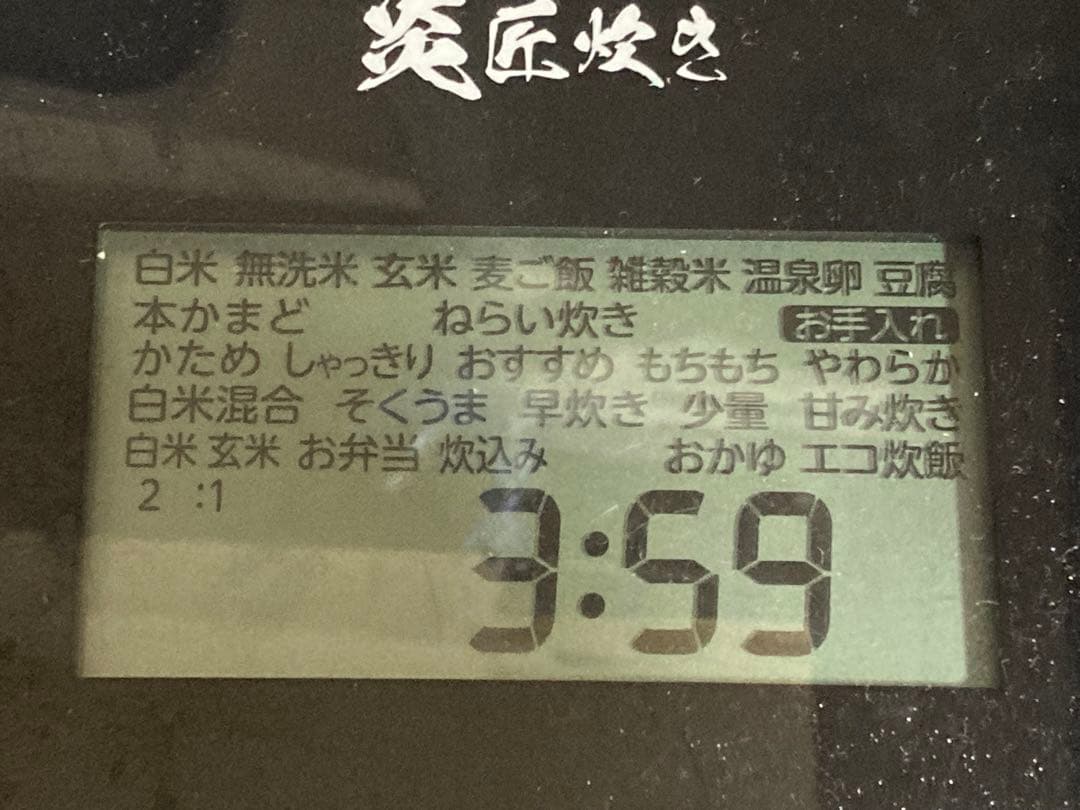 炎匠炊き
白米 無洗米 玄米 麦ご飯 雑穀米 温泉卵 豆腐
本かまど ねらい炊き お手入れ
かため しゃっきり おすすめ もちもち やわらか
白米混合 そくうま 早炊き 少量 甘み炊き
白米 玄米 お弁当 炊込み おかゆ エコ炊飯
2 :1
3:59